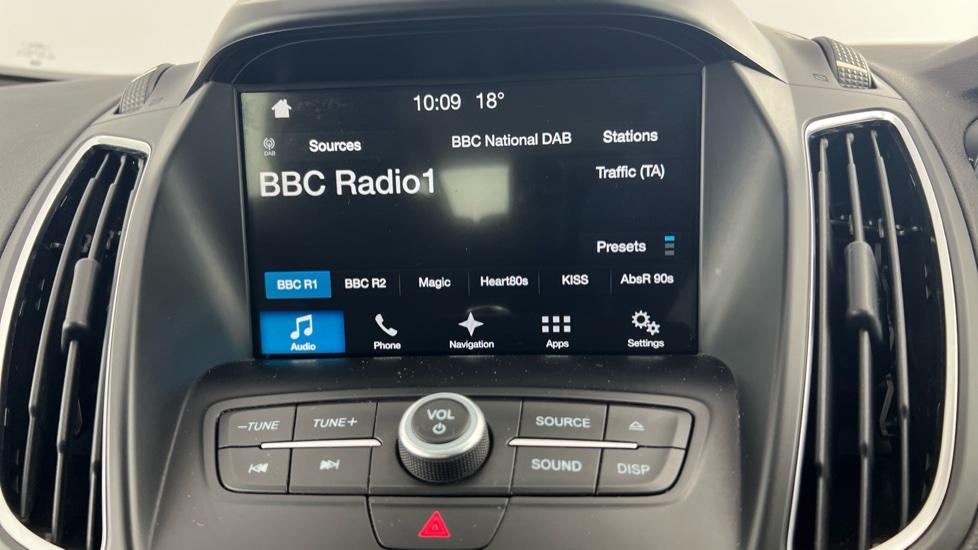 10:09 18°
DAB
Sources
BBC National DAB
Stations
BBC Radio1
Traffic (TA)
Presets
BBC R1
BBC R2
Magic
Heart80s
KISS
AbsR 90s
Audio
Phone
Navigation
Apps
Settings
–TUNE
TUNE+
VOL
SOURCE
SOUND
DISP